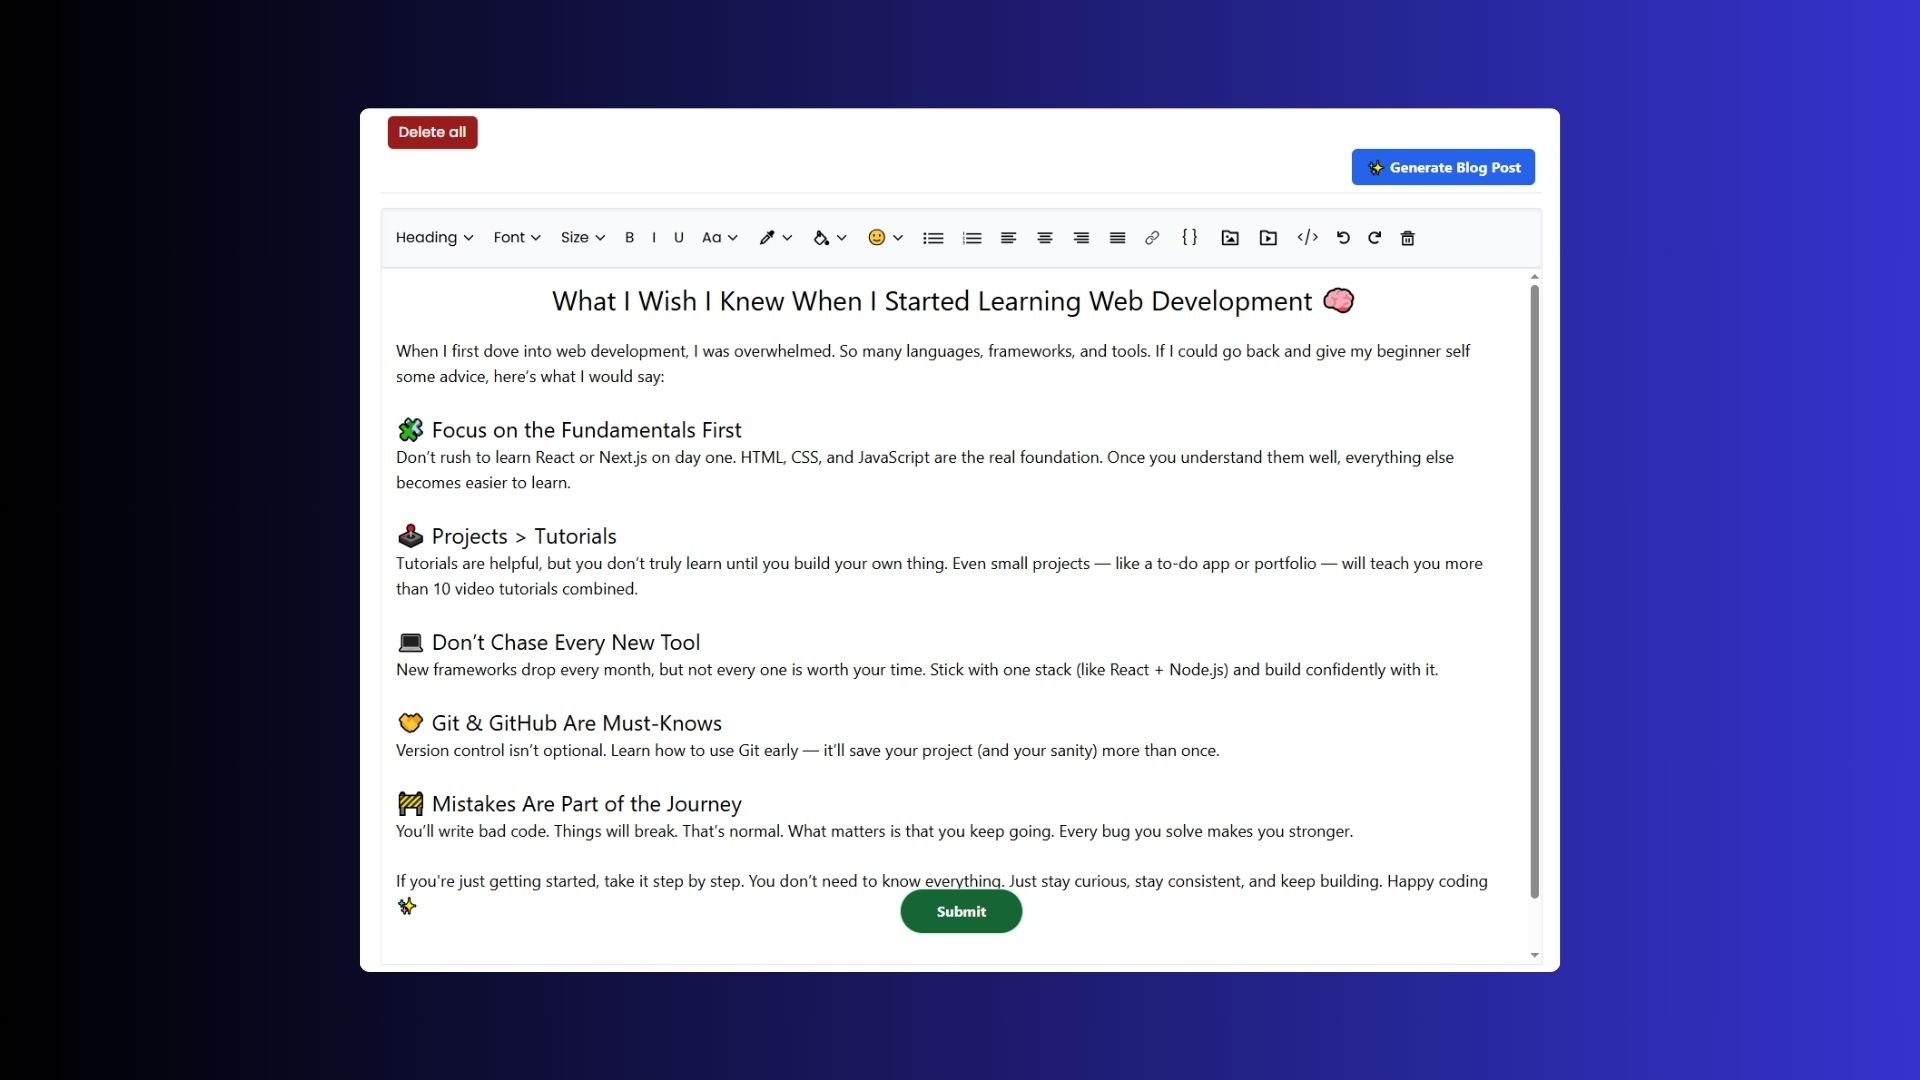 Delete all
✨ Generate Blog Post
Heading Font Size B I U Aa
What I Wish I Knew When I Started Learning Web Development 🧠
When I first dove into web development, I was overwhelmed. So many languages, frameworks, and tools. If I could go back and give my beginner self
some advice, here’s what I would say:
🧩 Focus on the Fundamentals First
Don’t rush to learn React or Next.js on day one. HTML, CSS, and JavaScript are the real foundation. Once you understand them well, everything else
becomes easier to learn.
🕹️ Projects > Tutorials
Tutorials are helpful, but you don’t truly learn until you build your own thing. Even small projects — like a to-do app or portfolio — will teach you more
than 10 video tutorials combined.
💻 Don’t Chase Every New Tool
New frameworks drop every month, but not every one is worth your time. Stick with one stack (like React + Node.js) and build confidently with it.
🤝 Git & GitHub Are Must-Knows
Version control isn’t optional. Learn how to use Git early — it’ll save your project (and your sanity) more than once.
🚧 Mistakes Are Part of the Journey
You’ll write bad code. Things will break. That’s normal. What matters is that you keep going. Every bug you solve makes you stronger.
If you're just getting started, take it step by step. You don’t need to know everything. Just stay curious, stay consistent, and keep building. Happy coding
✨
Submit